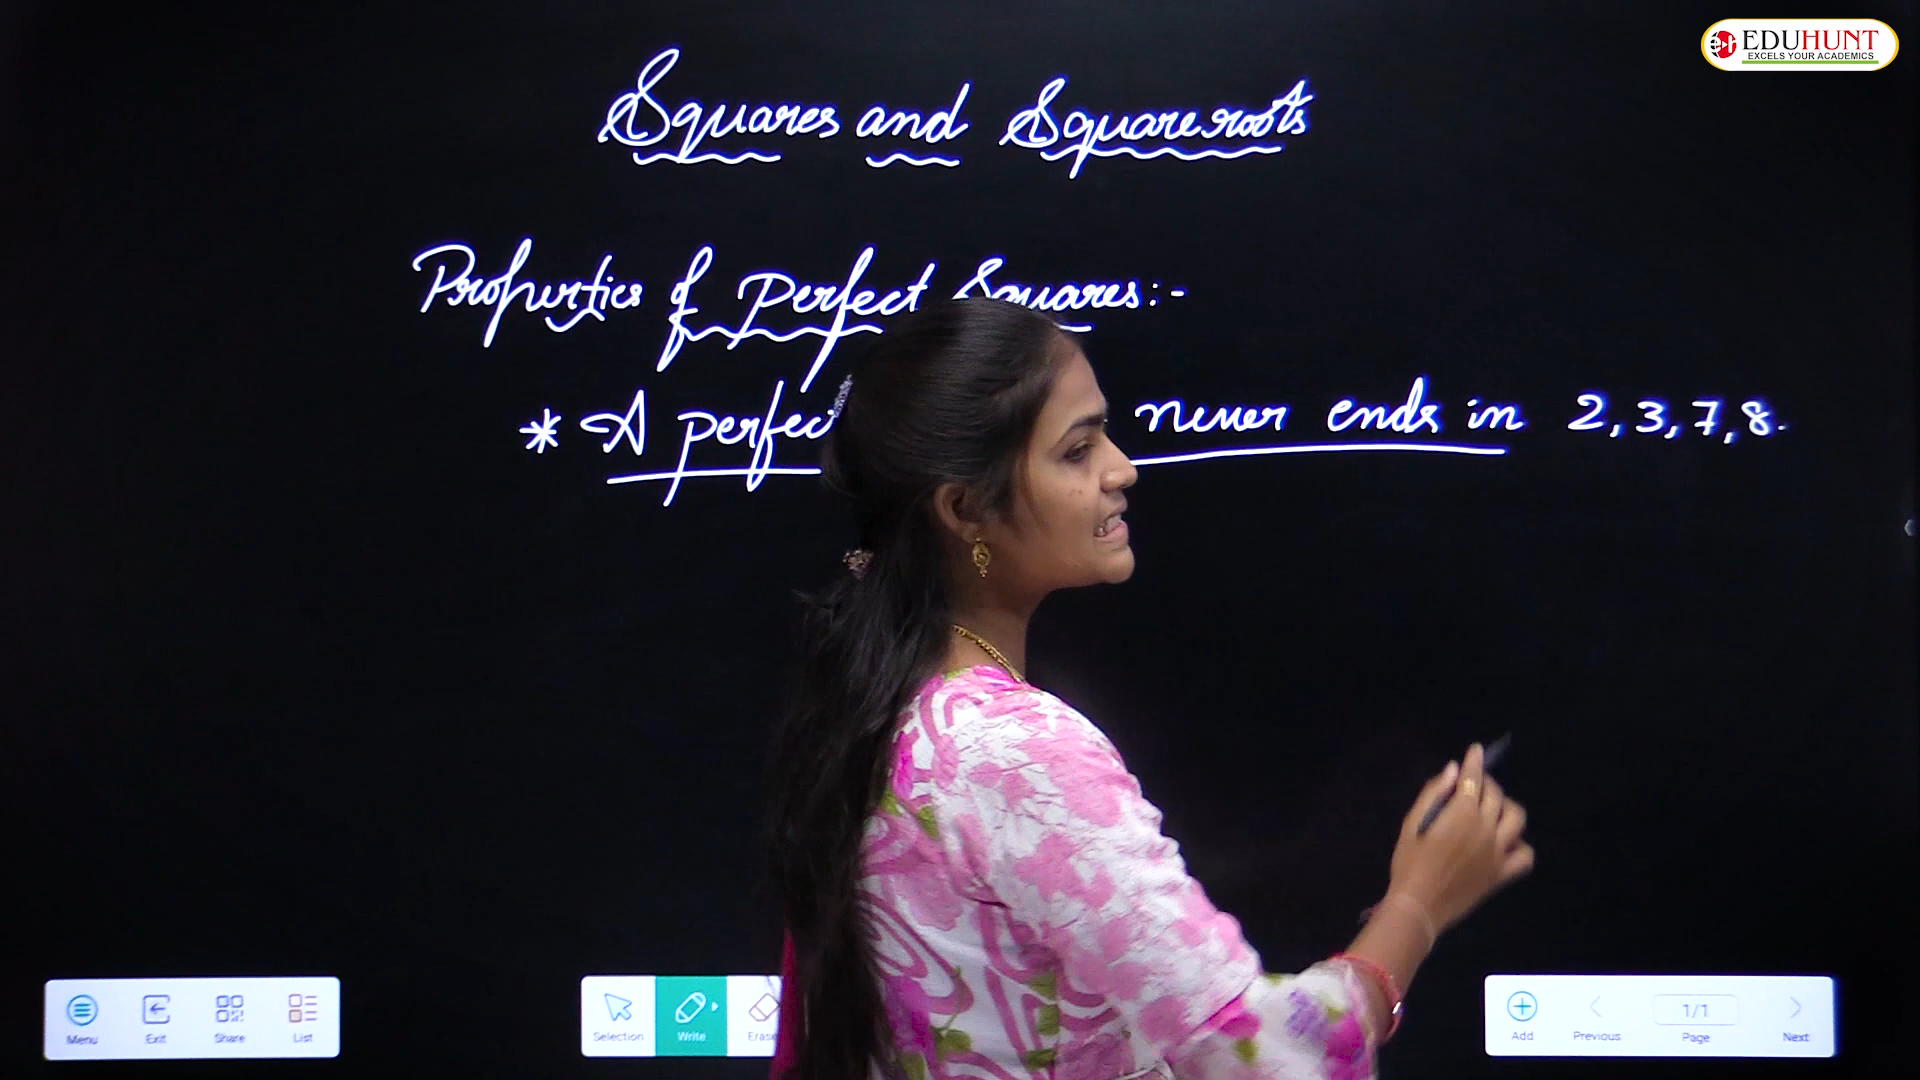 EDUHUNT
EXCELS YOUR ACADEMICS
Squares and Squareroots
Properties of Perfect Squares:-
* A perfec never ends in 2,3,7,8.
Menu Exit Share List
Selection Write Erase
Add Previous 1/1 Page Next